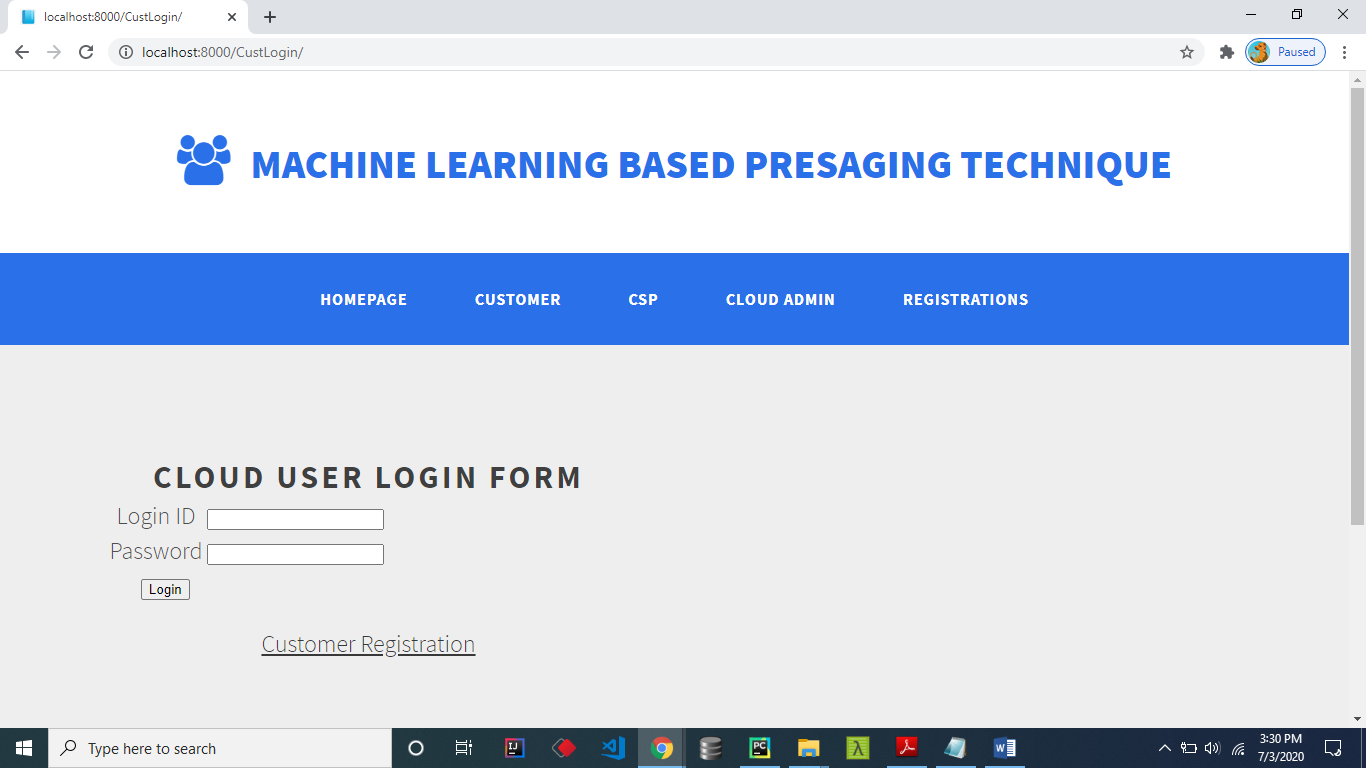 localhost:8000/CustLogin/
localhost:8000/CustLogin/
Paused
MACHINE LEARNING BASED PRESAGING TECHNIQUE
HOMEPAGE CUSTOMER CSP CLOUD ADMIN REGISTRATIONS
CLOUD USER LOGIN FORM
Login ID
Password
Login
Customer Registration
Type here to search
IJ
PC
W
3:30 PM
7/3/2020